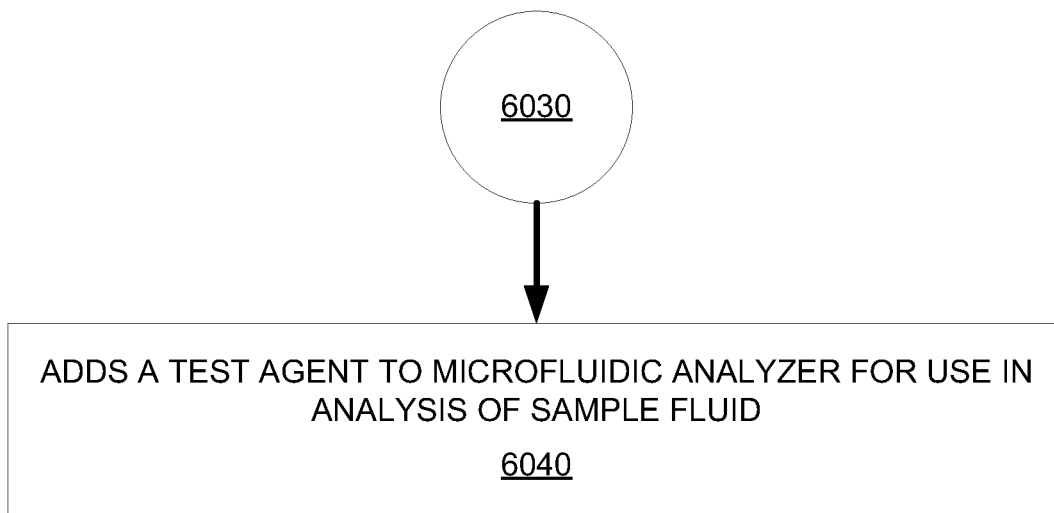 6030
ADDS A TEST AGENT TO MICROFLUIDIC ANALYZER FOR USE IN
ANALYSIS OF SAMPLE FLUID
6040